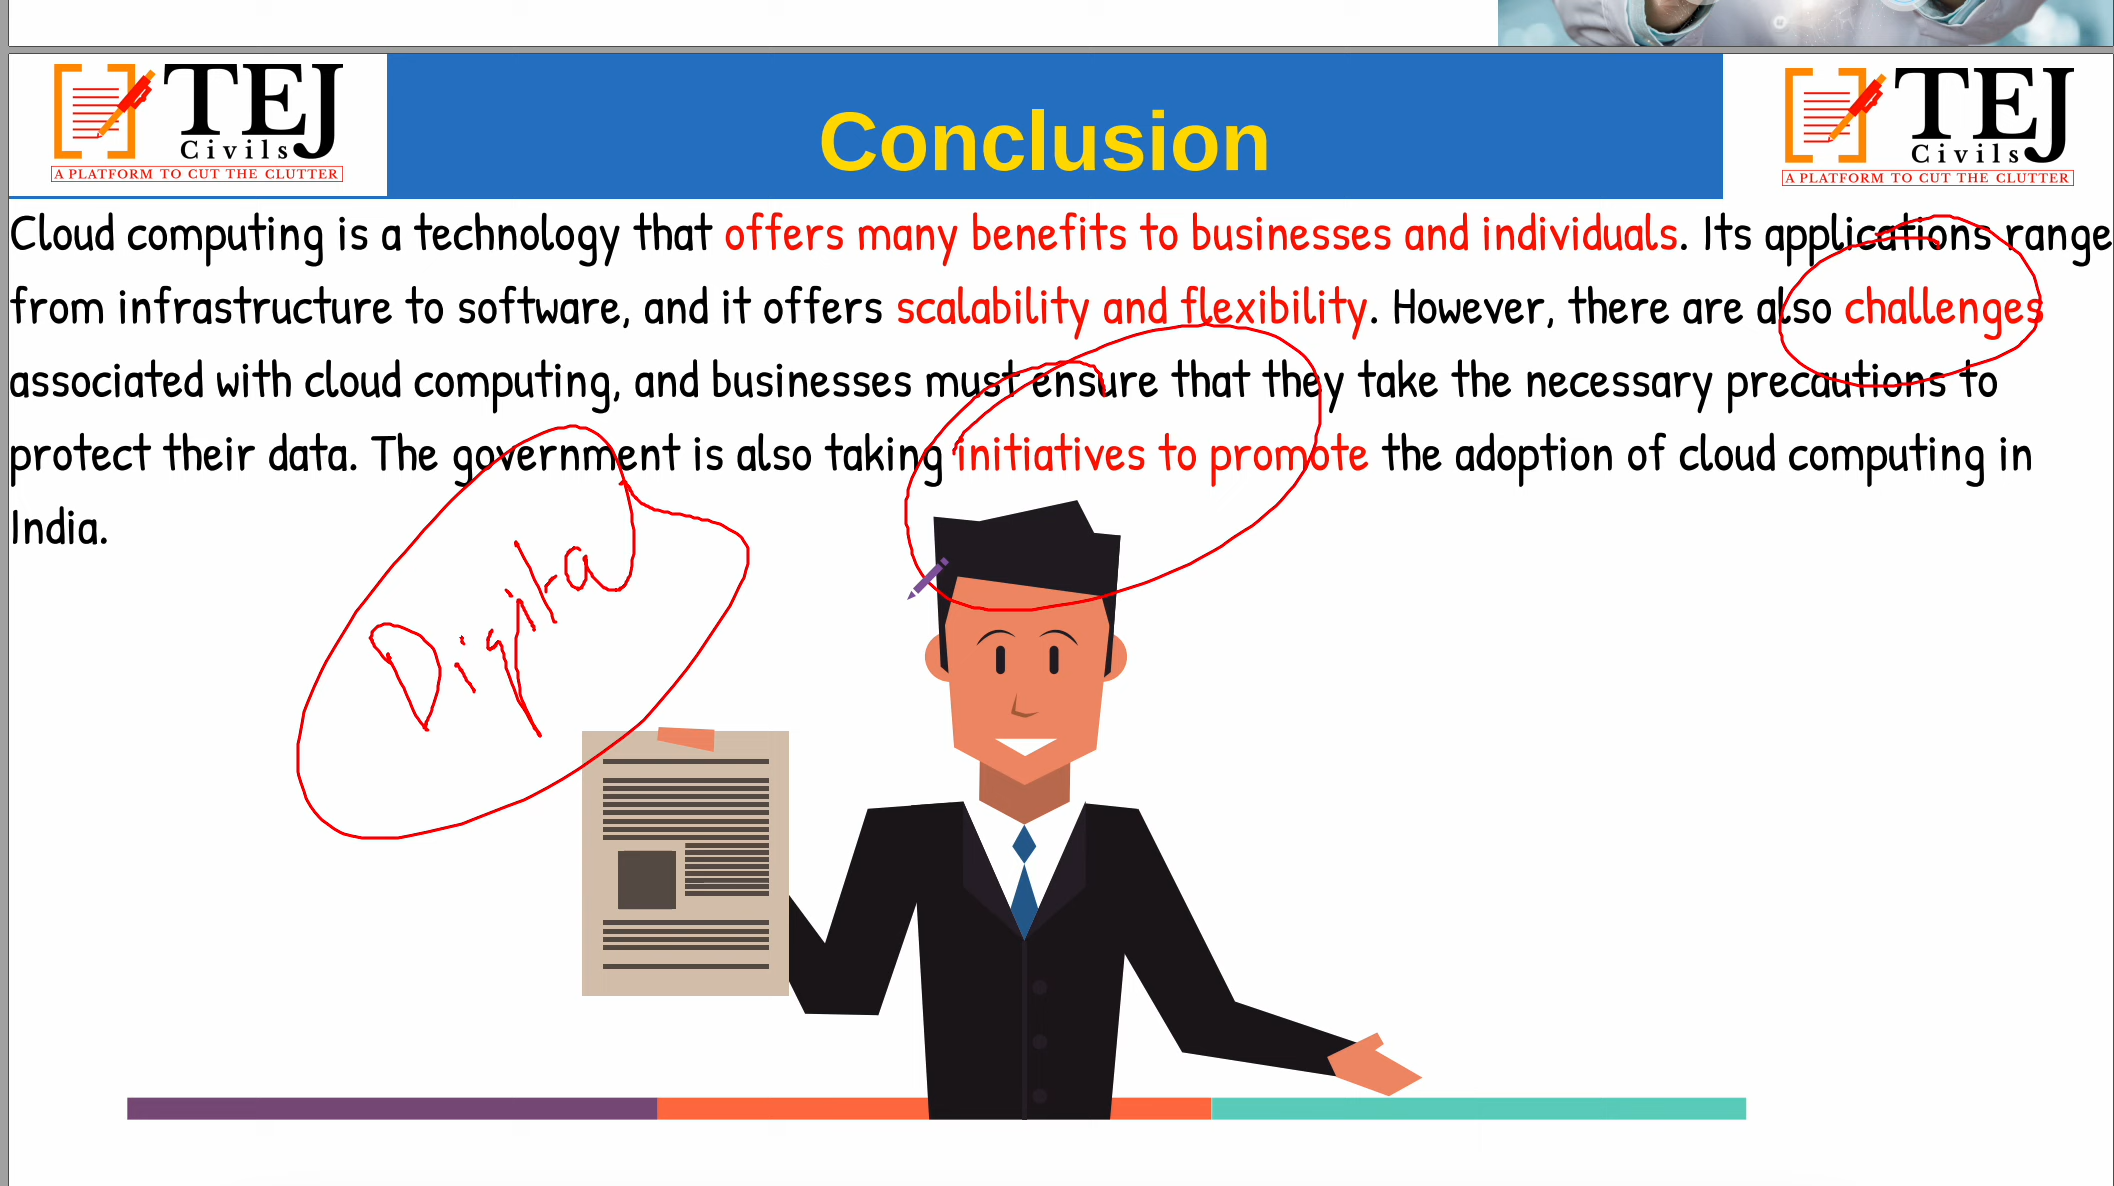 TEJ
Civils
A PLATFORM TO CUT THE CLUTTER
Conclusion
TEJ
Civils
A PLATFORM TO CUT THE CLUTTER
Cloud computing is a technology that offers many benefits to businesses and individuals. Its applications range
from infrastructure to software, and it offers scalability and flexibility. However, there are also challenges
associated with cloud computing, and businesses must ensure that they take the necessary precautions to
protect their data. The government is also taking initiatives to promote the adoption of cloud computing in
India.
Digital